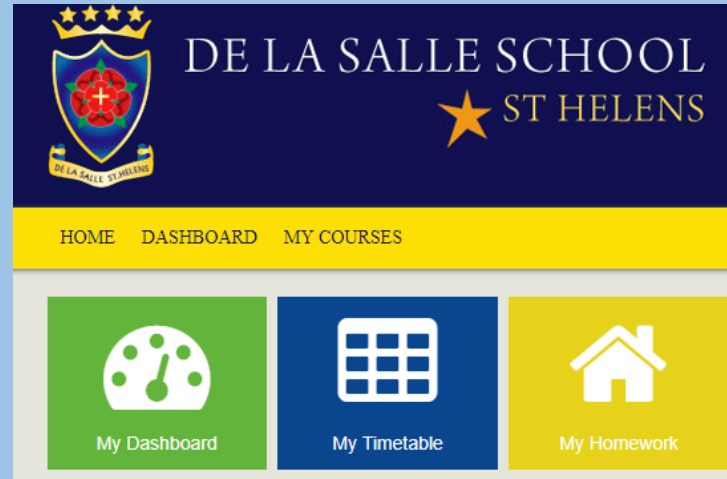 DE LA SALLE SCHOOL
ST HELENS
DE LA SALLE ST.HELENS
HOME DASHBOARD MY COURSES
My Dashboard My Timetable My Homework